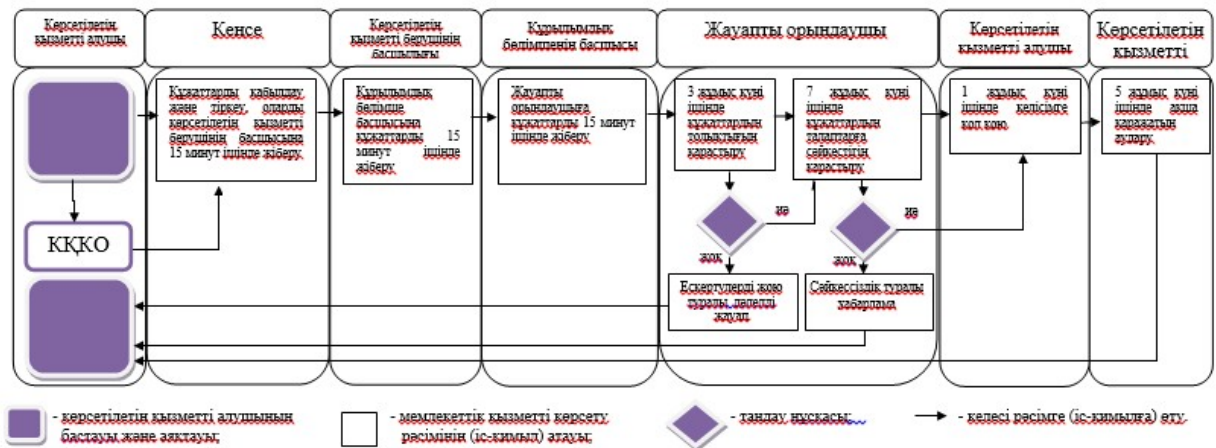 Көрсетілетін
қызметті алушы
Кеңсе
Көрсетілетін
қызметті берушінің
басшылығы
Құрылымдық
бөлімшенің басшысы
Жауапты орындаушы
Көрсетілетін
қызметті алушы
Көрсетілетін
қызметті
Құжаттарды қабылдау
және тіркеу, оларды
көрсетілетін қызметті
берушінің басшысына
15 минут ішінде жіберу
Құрылымдық
бөлімше
басшысына
құжаттарды 15
минут ішінде
жіберу
Жауапты
орындаушыға
құжаттарды 15 минут
ішінде жіберу
3 жұмыс күні
ішінде
құжаттардың
толықтығын
қарастыру
7 жұмыс күні
ішінде
құжаттардың
талаптарға
сәйкестігін
қарастыру
1 жұмыс күні
ішінде келісімге
қол қою
5 жұмыс күні
ішінде ақша
қаражатын
аудару
ККҚО
иә
иә
жоқ
жоқ
Ескертулерді жою
туралы дәлелді
жауап
Сәйкессіздік туралы
хабарлама
- көрсетілетін қызметті алушының
бастауы және аяқтауы;
- мемлекеттік қызметті көрсету
рәсімінің (іс-қимыл) атауы;
- таңдау нұсқасы;
- келесі рәсімге (іс-қимылға) өту.